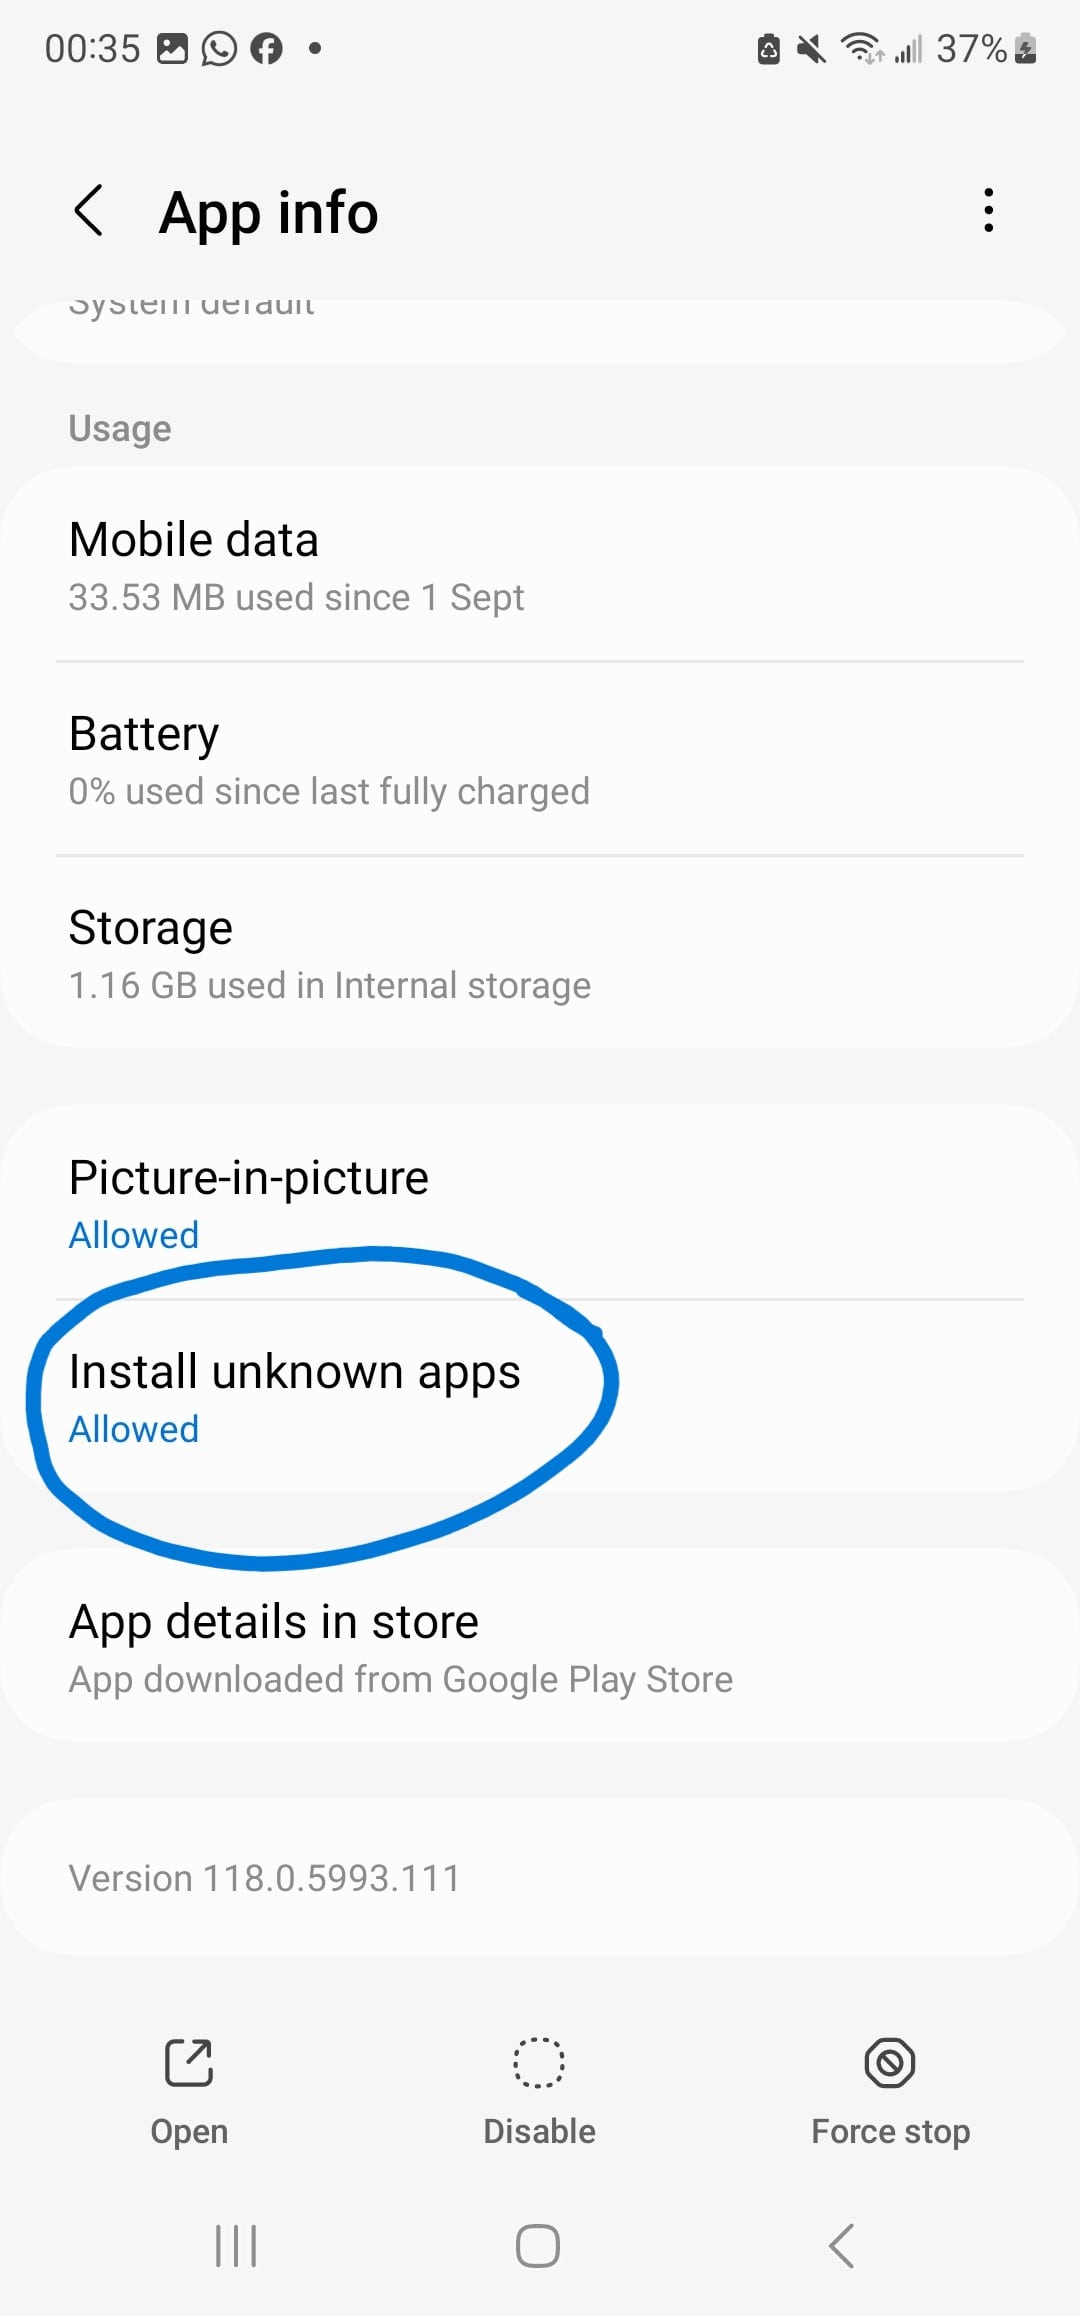 00:35
37%
App info
System default
Usage
Mobile data
33.53 MB used since 1 Sept
Battery
0% used since last fully charged
Storage
1.16 GB used in Internal storage
Picture-in-picture
Allowed
Install unknown apps
Allowed
App details in store
App downloaded from Google Play Store
Version 118.0.5993.111
Open
Disable
Force stop